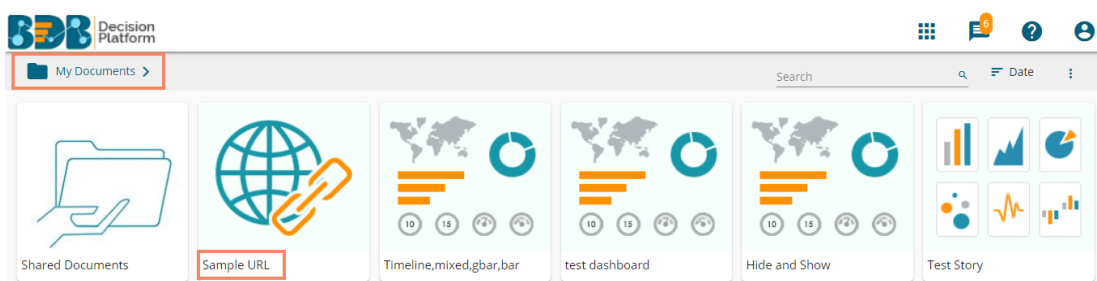 BDB Decision
Platform
6
My Documents
Search
Date
10 15
10 15
10 15
Shared Documents
Sample URL
Timeline,mixed,gbar,bar
test dashboard
Hide and Show
Test Story